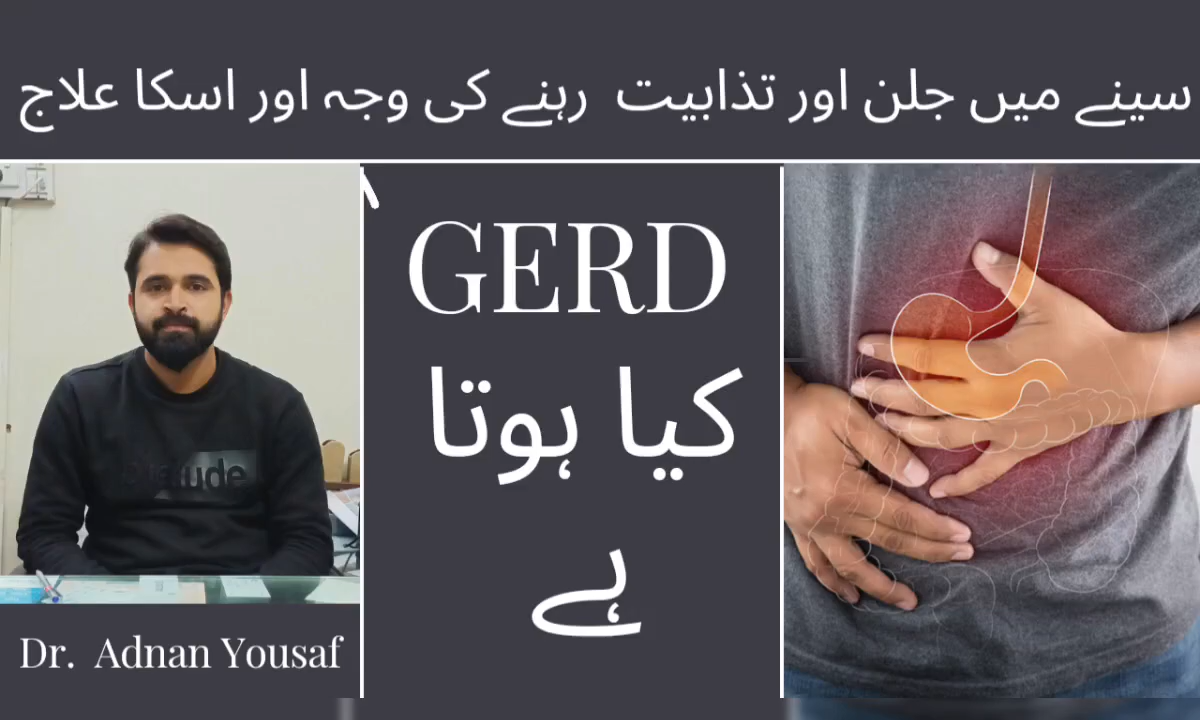 سینے میں جلن اور تذابیت رہنے کی وجہ اور اسکا علاج
GERD
کیا ہوتا
ہے
Dr. Adnan Yousaf